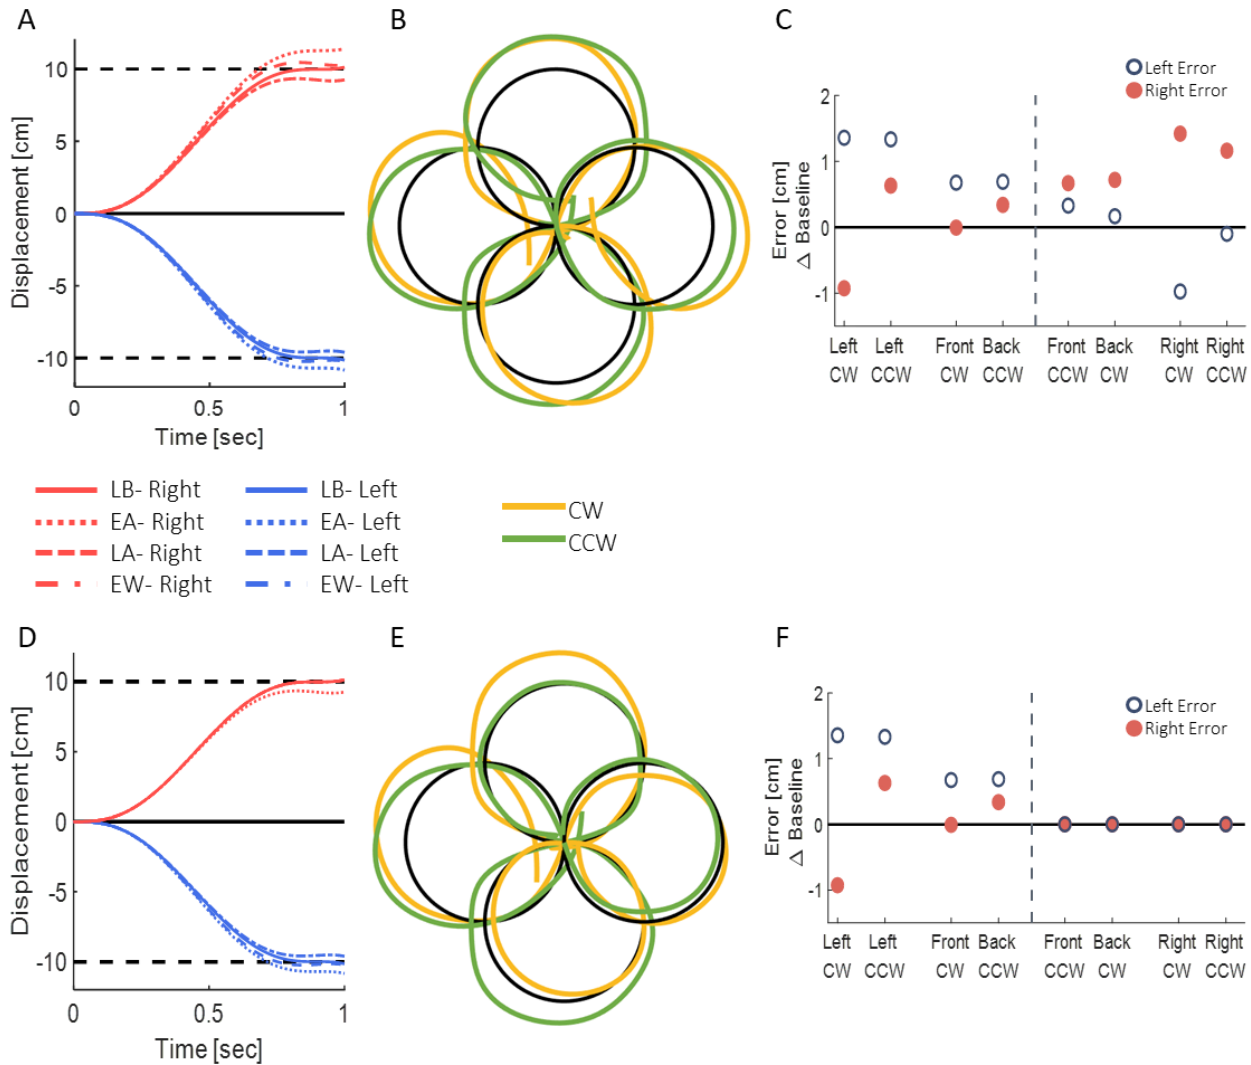 A
B
C
Displacement [cm]
10
5
0
-5
-10
0
0.5
1
Time [sec]
Left Error
Right Error
Error [cm]
Δ Baseline
2
1
0
-1
Left Left Front Back Front Back Right Right
CW CCW CW CCW CCW CW CW CCW
LB- Right
EA- Right
LA- Right
EW- Right
LB- Left
EA- Left
LA- Left
EW- Left
CW
CCW
D
E
F
Displacement [cm]
10
5
0
-5
-10
0
0.5
1
Time [sec]
Left Error
Right Error
Error [cm]
Δ Baseline
2
1
0
-1
Left Left Front Back Front Back Right Right
CW CCW CW CCW CCW CW CW CCW